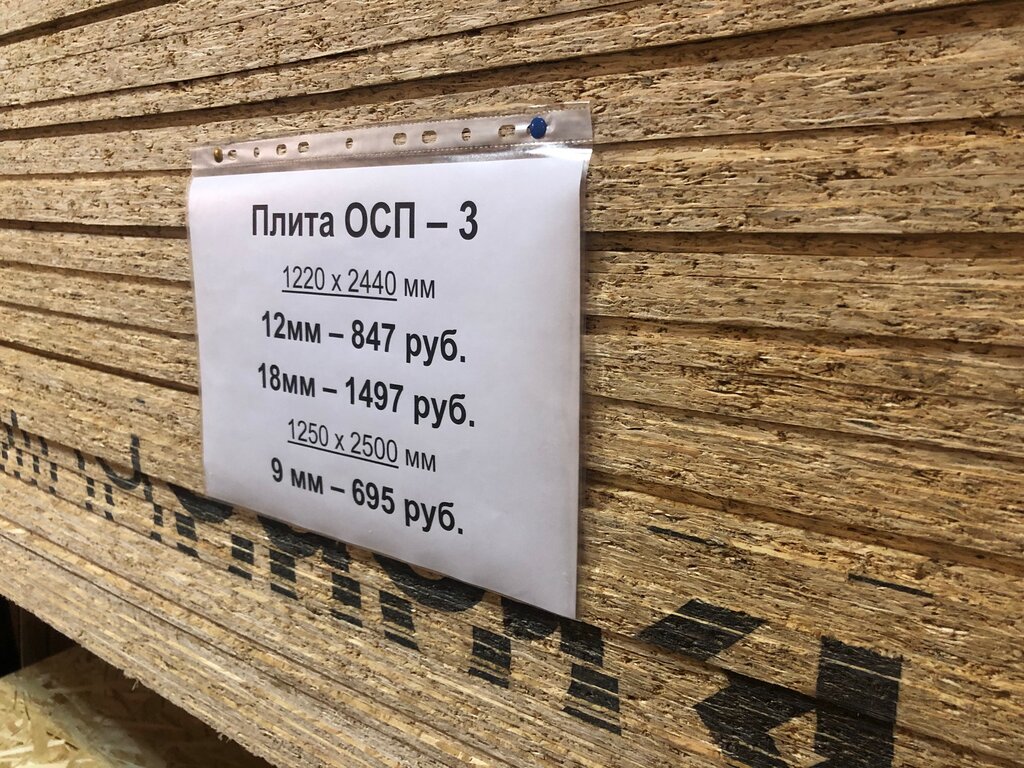 Плита ОСП – 3
1220 х 2440 мм
12мм – 847 руб.
18мм – 1497 руб.
1250 х 2500 мм
9 мм – 695 руб.